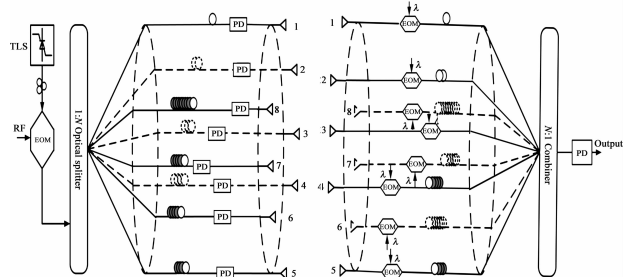 TLS
RF
EOM
1:N Optical splitter
PD 1
PD 2
PD 8
PD 3
PD 7
PD 4
PD 6
PD 5
1 EOM λ
2 EOM λ
8 EOM λ
3 EOM λ
7 EOM λ
4 EOM λ
6 EOM λ
5 EOM λ
N:1 Combiner
PD
Output